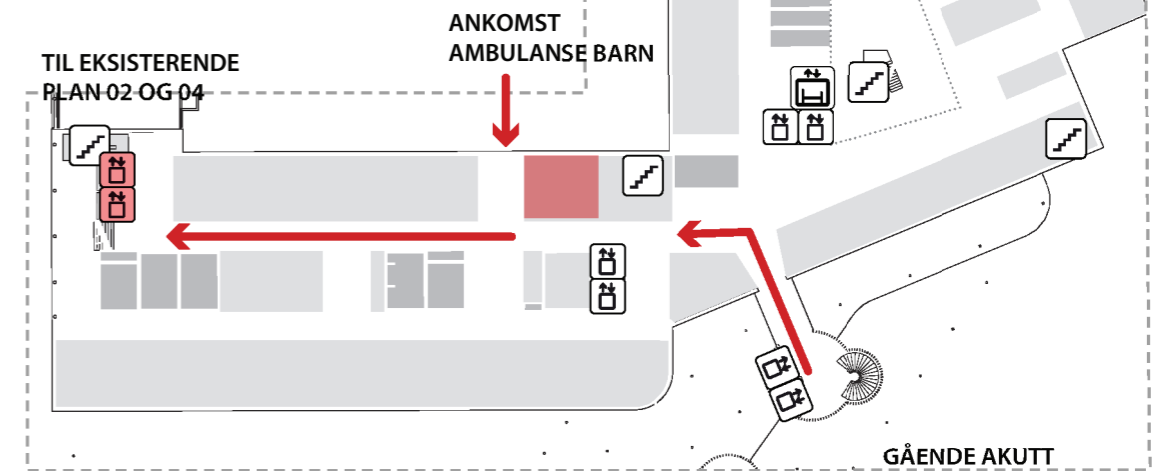 ANKOMST
AMBULANSE BARN
TIL EKSISTERENDE
PLAN 02 OG 04
GÅENDE AKUTT